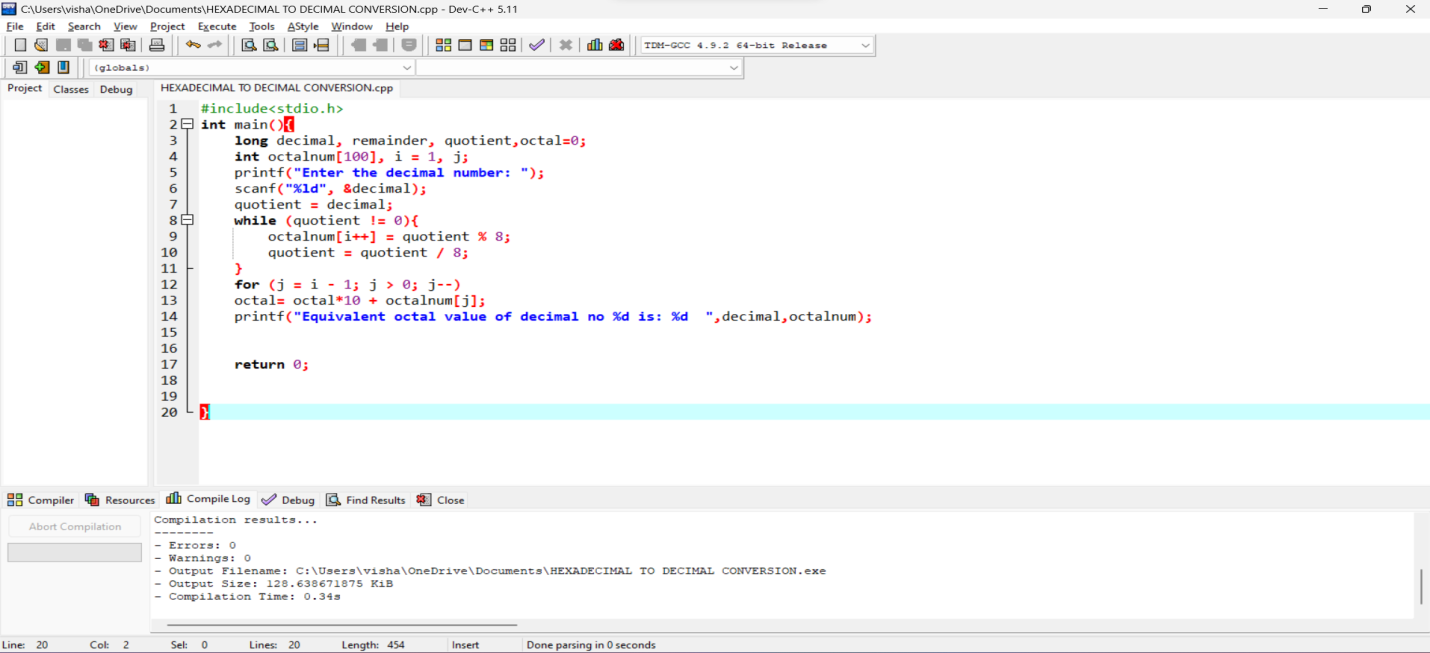 C:\Users\visha\OneDrive\Documents\HEXADECIMAL TO DECIMAL CONVERSION.cpp - Dev-C++ 5.11
File Edit Search View Project Execute Tools AStyle Window Help
TDM-GCC 4.9.2 64-bit Release
(globals)
Project Classes Debug HEXADECIMAL TO DECIMAL CONVERSION.cpp
1 #include<stdio.h>
2 int main(){
3 long decimal, remainder, quotient,octal=0;
4 int octalnum[100], i = 1, j;
5 printf("Enter the decimal number: ");
6 scanf("%ld", &decimal);
7 quotient = decimal;
8 while (quotient != 0){
9 octalnum[i++] = quotient % 8;
10 quotient = quotient / 8;
11 }
12 for (j = i - 1; j > 0; j--)
13 octal= octal*10 + octalnum[j];
14 printf("Equivalent octal value of decimal no %d is: %d  ",decimal,octalnum);
15
16
17 return 0;
18
19
20 }
Compiler Resources Compile Log Debug Find Results Close
Abort Compilation
Compilation results...
--------
- Errors: 0
- Warnings: 0
- Output Filename: C:\Users\visha\OneDrive\Documents\HEXADECIMAL TO DECIMAL CONVERSION.exe
- Output Size: 128.638671875 KiB
- Compilation Time: 0.34s
Line: 20 Col: 2 Sel: 0 Lines: 20 Length: 454 Insert Done parsing in 0 seconds